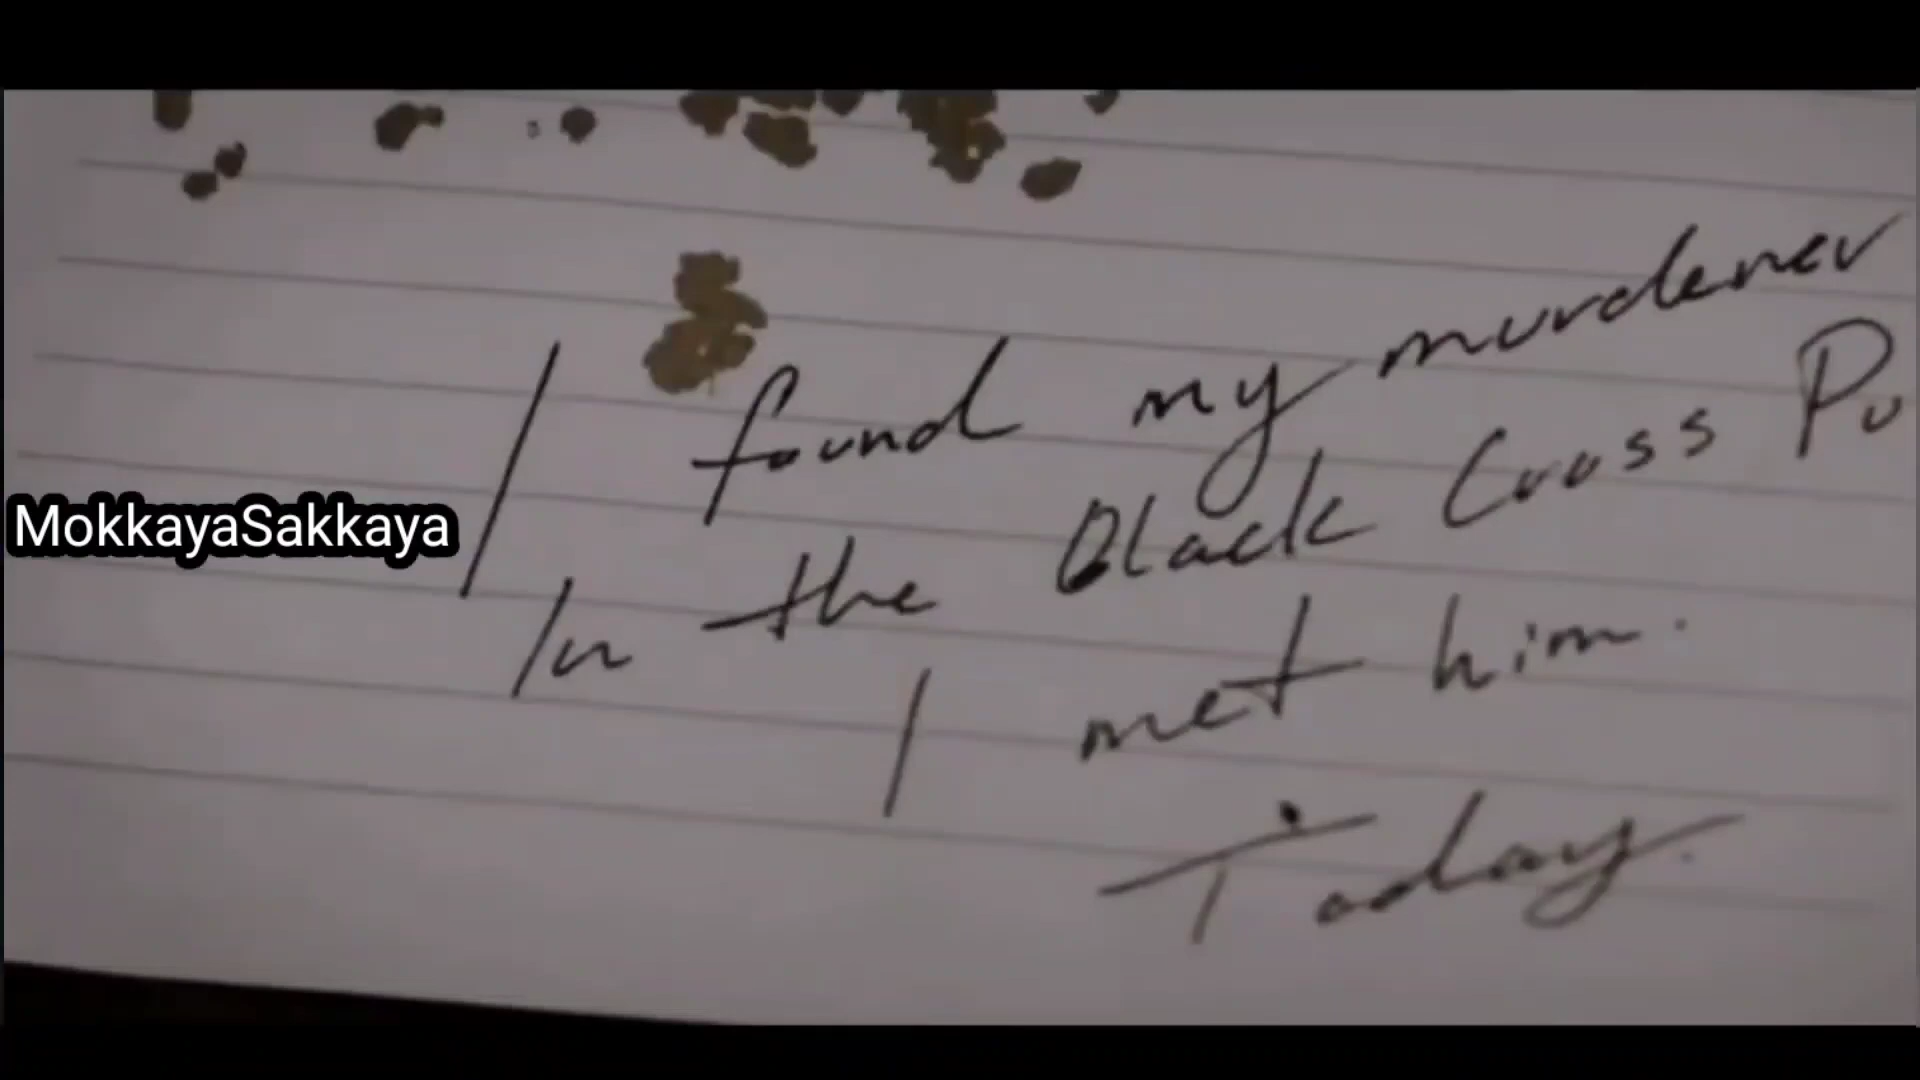 I found my murderer
In the Black Cross Pu
I met him.
Today.
MokkayaSakkaya